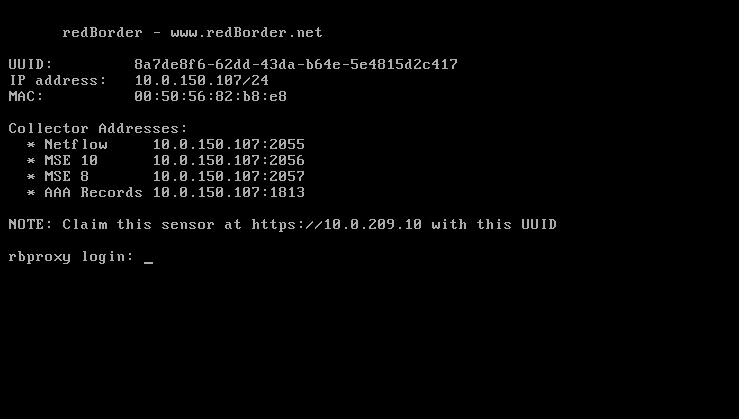 redBorder - www.redBorder.net
UUID: 8a7de8f6-62dd-43da-b64e-5e4815d2c417
IP address: 10.0.150.107/24
MAC: 00:50:56:82:b8:e8
Collector Addresses:
* Netflow 10.0.150.107:2055
* MSE 10 10.0.150.107:2056
* MSE 8 10.0.150.107:2057
* AAA Records 10.0.150.107:1813
NOTE: Claim this sensor at https://10.0.209.10 with this UUID
rbproxy login: _